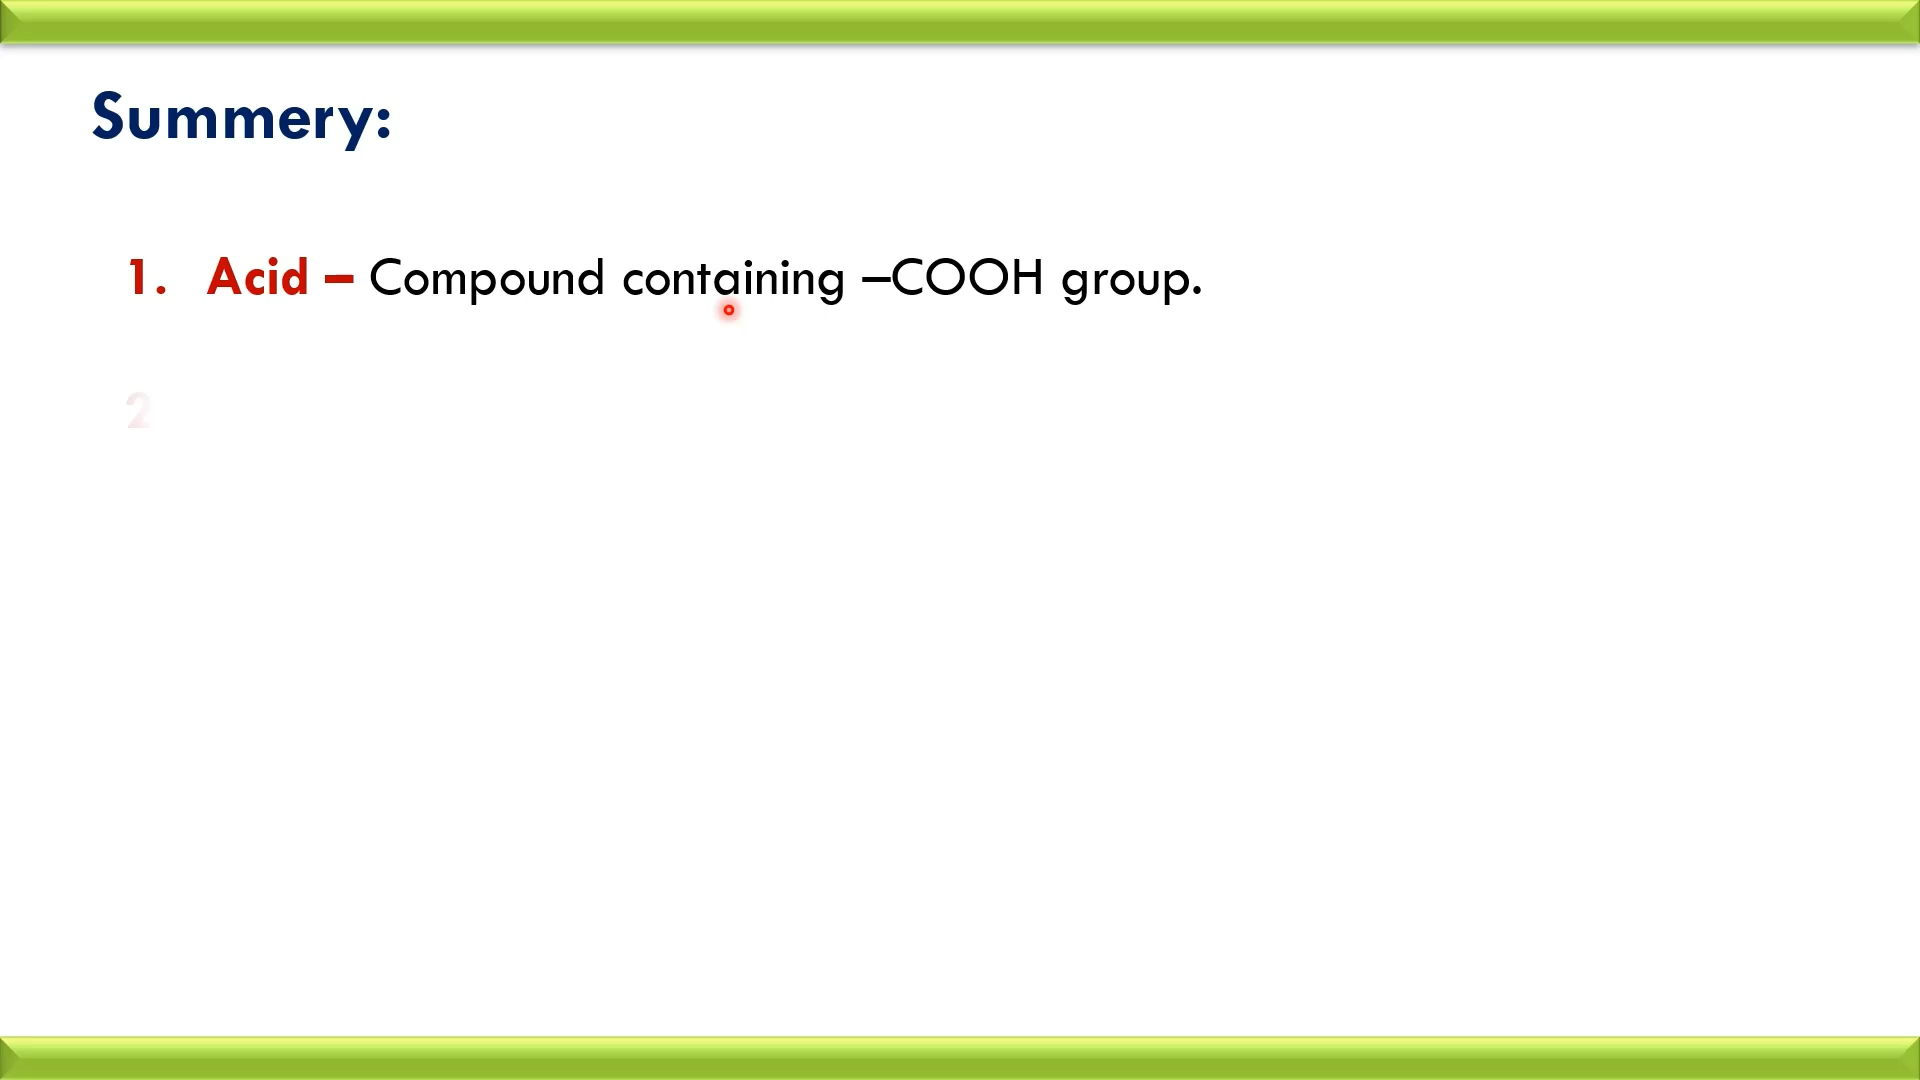 Summery:
1. Acid – Compound containing –COOH group.
2